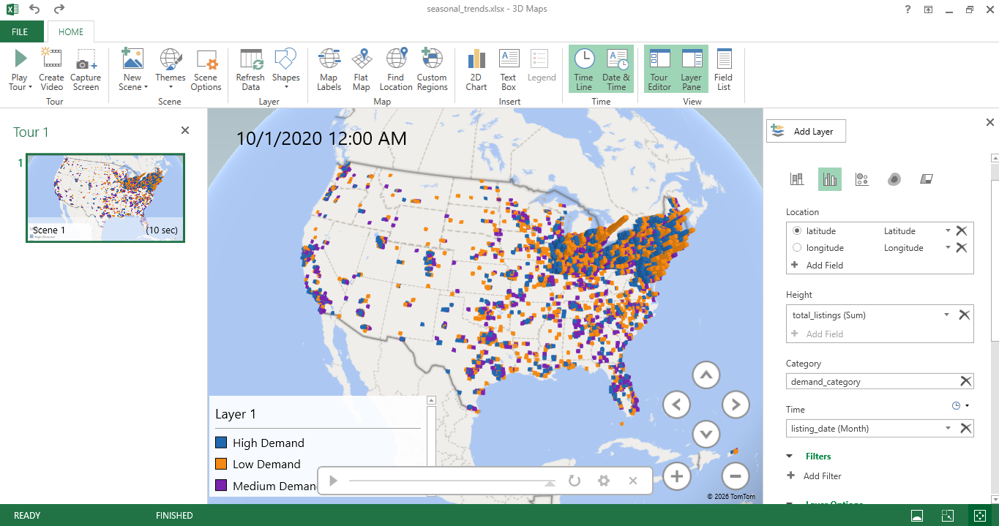 seasonal_trends.xlsx - 3D Maps
?
FILE
HOME
Play Tour
Create Video
Capture Screen
Tour
New Scene
Themes
Scene Options
Scene
Refresh Data
Shapes
Layer
Map Labels
Flat Map
Find Location
Custom Regions
Map
2D Chart
Text Box
Legend
Insert
Time Line
Date & Time
Time
Tour Editor
Layer Pane
Field List
View
Tour 1
1
Scene 1 (10 sec)
10/1/2020 12:00 AM
Layer 1
High Demand
Low Demand
Medium Deman
© 2026 TomTom
Add Layer
Location
latitude Latitude
longitude Longitude
Add Field
Height
total_listings (Sum)
Add Field
Category
demand_category
Time
listing_date (Month)
Filters
Add Filter
Layer Options
READY FINISHED